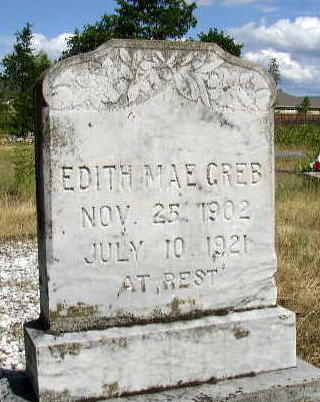 EDITH MAE GREB
NOV. 25. 1902
JULY 10 1921
AT REST